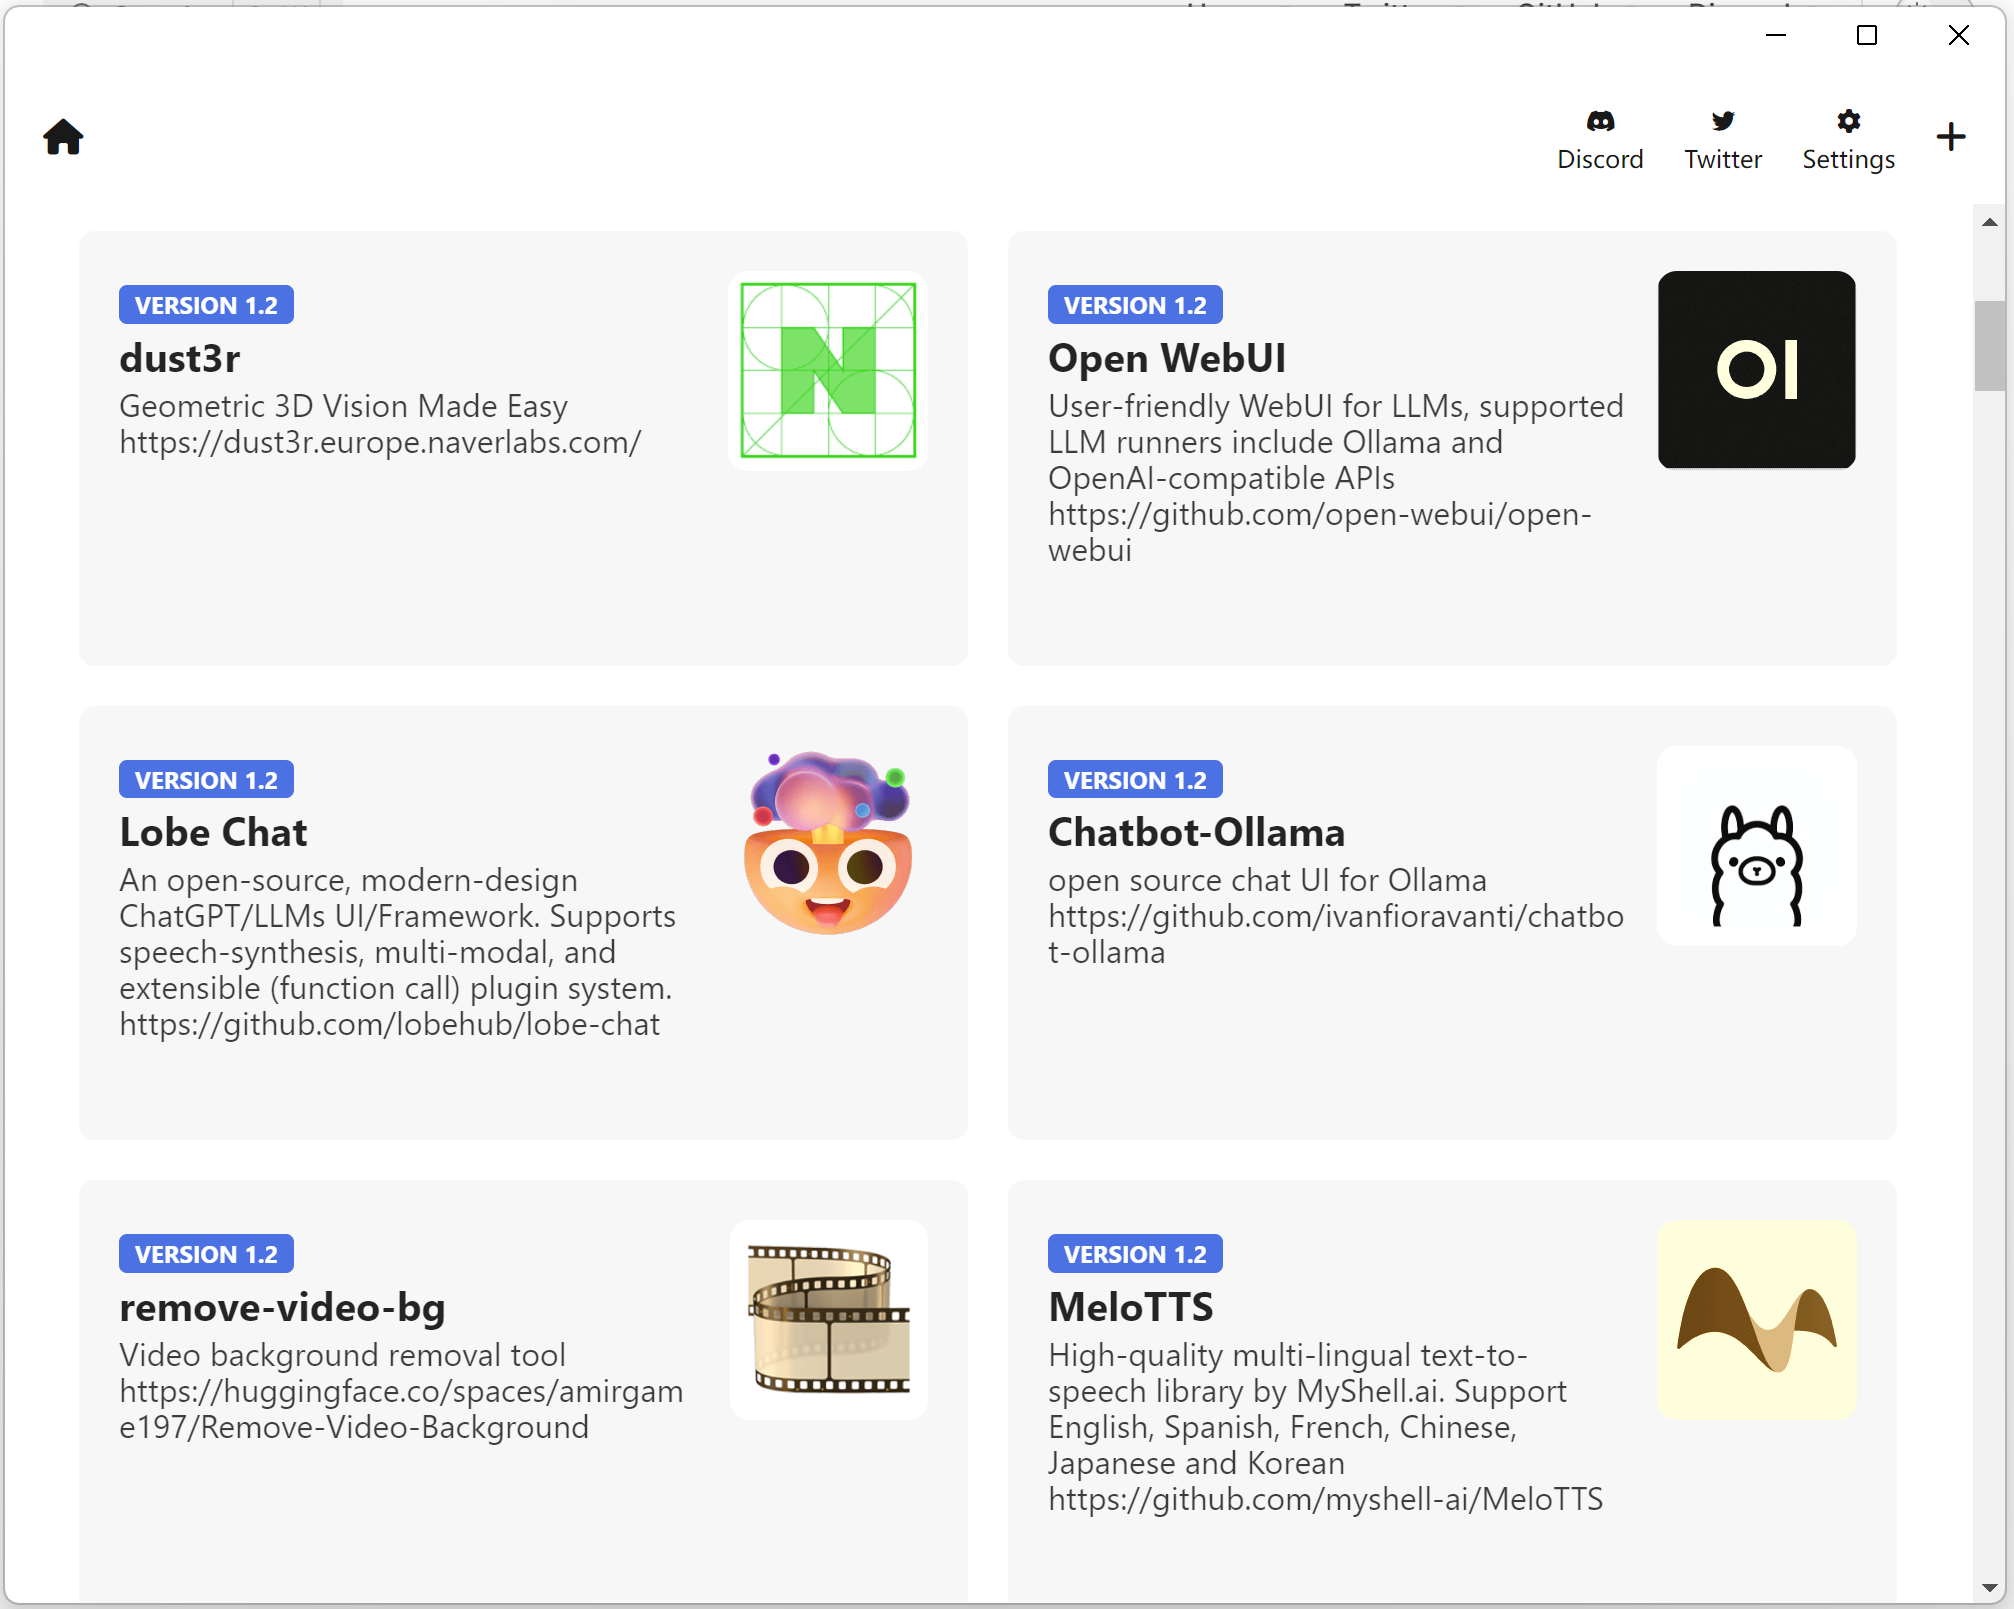 Discord
Twitter
Settings
VERSION 1.2
dust3r
Geometric 3D Vision Made Easy
https://dust3r.europe.naverlabs.com/
VERSION 1.2
Open WebUI
User-friendly WebUI for LLMs, supported
LLM runners include Ollama and
OpenAI-compatible APIs
https://github.com/open-webui/open-
webui
OI
VERSION 1.2
Lobe Chat
An open-source, modern-design
ChatGPT/LLMs UI/Framework. Supports
speech-synthesis, multi-modal, and
extensible (function call) plugin system.
https://github.com/lobehub/lobe-chat
VERSION 1.2
Chatbot-Ollama
open source chat UI for Ollama
https://github.com/ivanfioravanti/chatbo
t-ollama
VERSION 1.2
remove-video-bg
Video background removal tool
https://huggingface.co/spaces/amirgam
e197/Remove-Video-Background
VERSION 1.2
MeloTTS
High-quality multi-lingual text-to-
speech library by MyShell.ai. Support
English, Spanish, French, Chinese,
Japanese and Korean
https://github.com/myshell-ai/MeloTTS